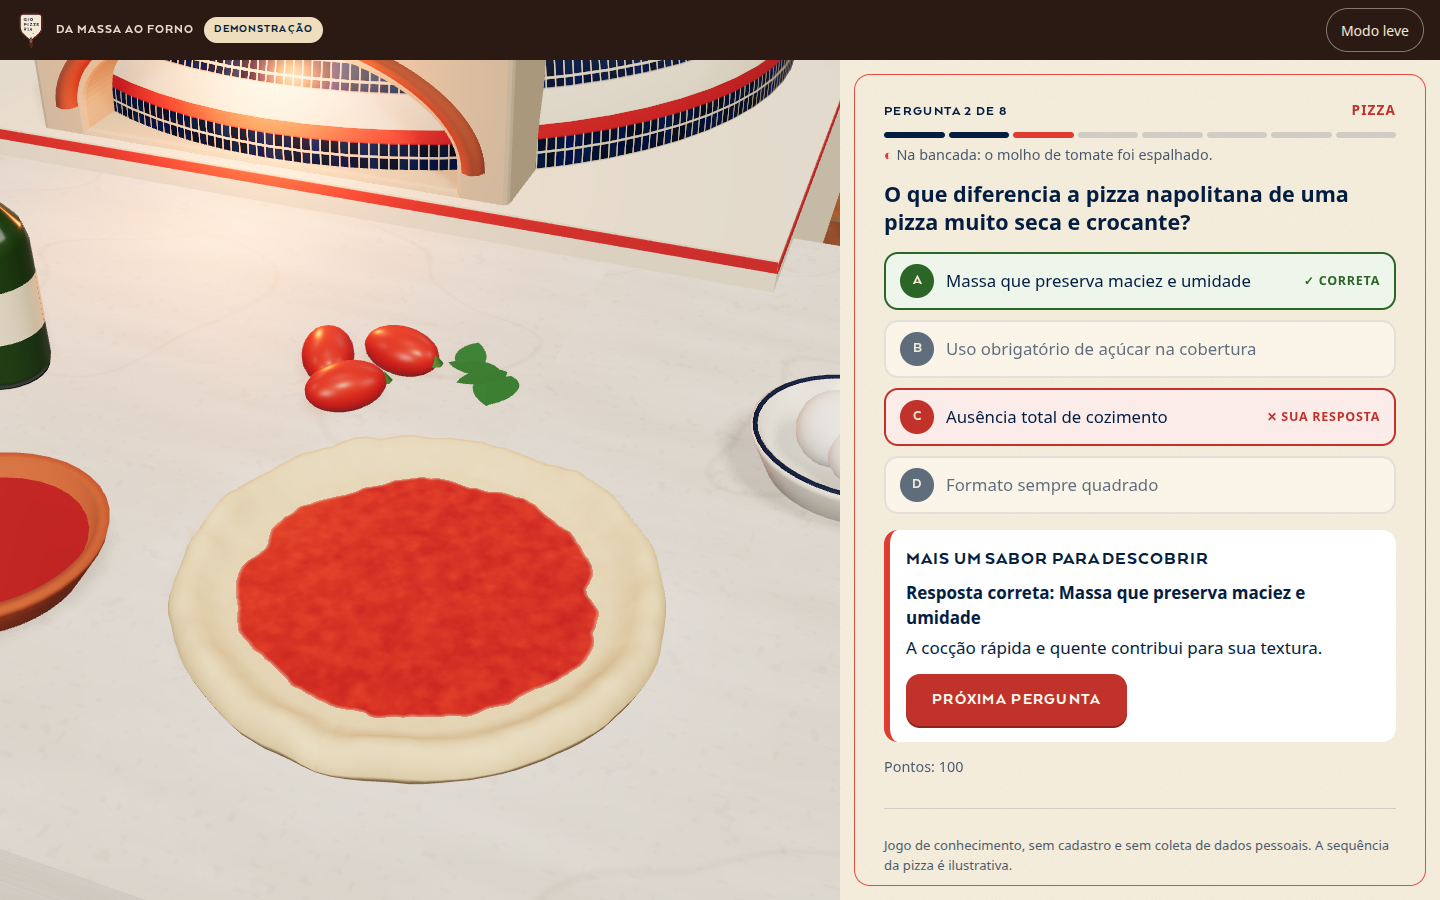 GIO
PIZZE
RIA
DA MASSA AO FORNO
DEMONSTRAÇÃO
Modo leve
PERGUNTA 2 DE 8
PIZZA
Na bancada: o molho de tomate foi espalhado.
O que diferencia a pizza napolitana de uma
pizza muito seca e crocante?
A Massa que preserva maciez e umidade ✓ CORRETA
B Uso obrigatório de açúcar na cobertura
C Ausência total de cozimento ✕ SUA RESPOSTA
D Formato sempre quadrado
MAIS UM SABOR PARA DESCOBRIR
Resposta correta: Massa que preserva maciez e
umidade
A cocção rápida e quente contribui para sua textura.
PRÓXIMA PERGUNTA
Pontos: 100
Jogo de conhecimento, sem cadastro e sem coleta de dados pessoais. A sequência
da pizza é ilustrativa.